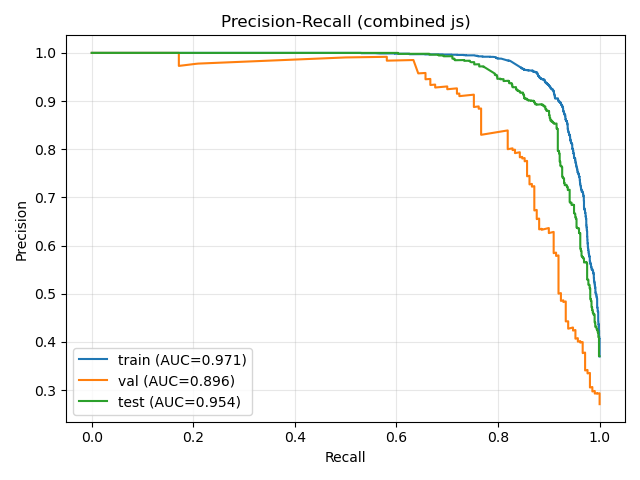 Precision-Recall (combined js)
Precision
1.0
0.9
0.8
0.7
0.6
0.5
0.4
0.3
train (AUC=0.971)
val (AUC=0.896)
test (AUC=0.954)
0.0 0.2 0.4 0.6 0.8 1.0
Recall